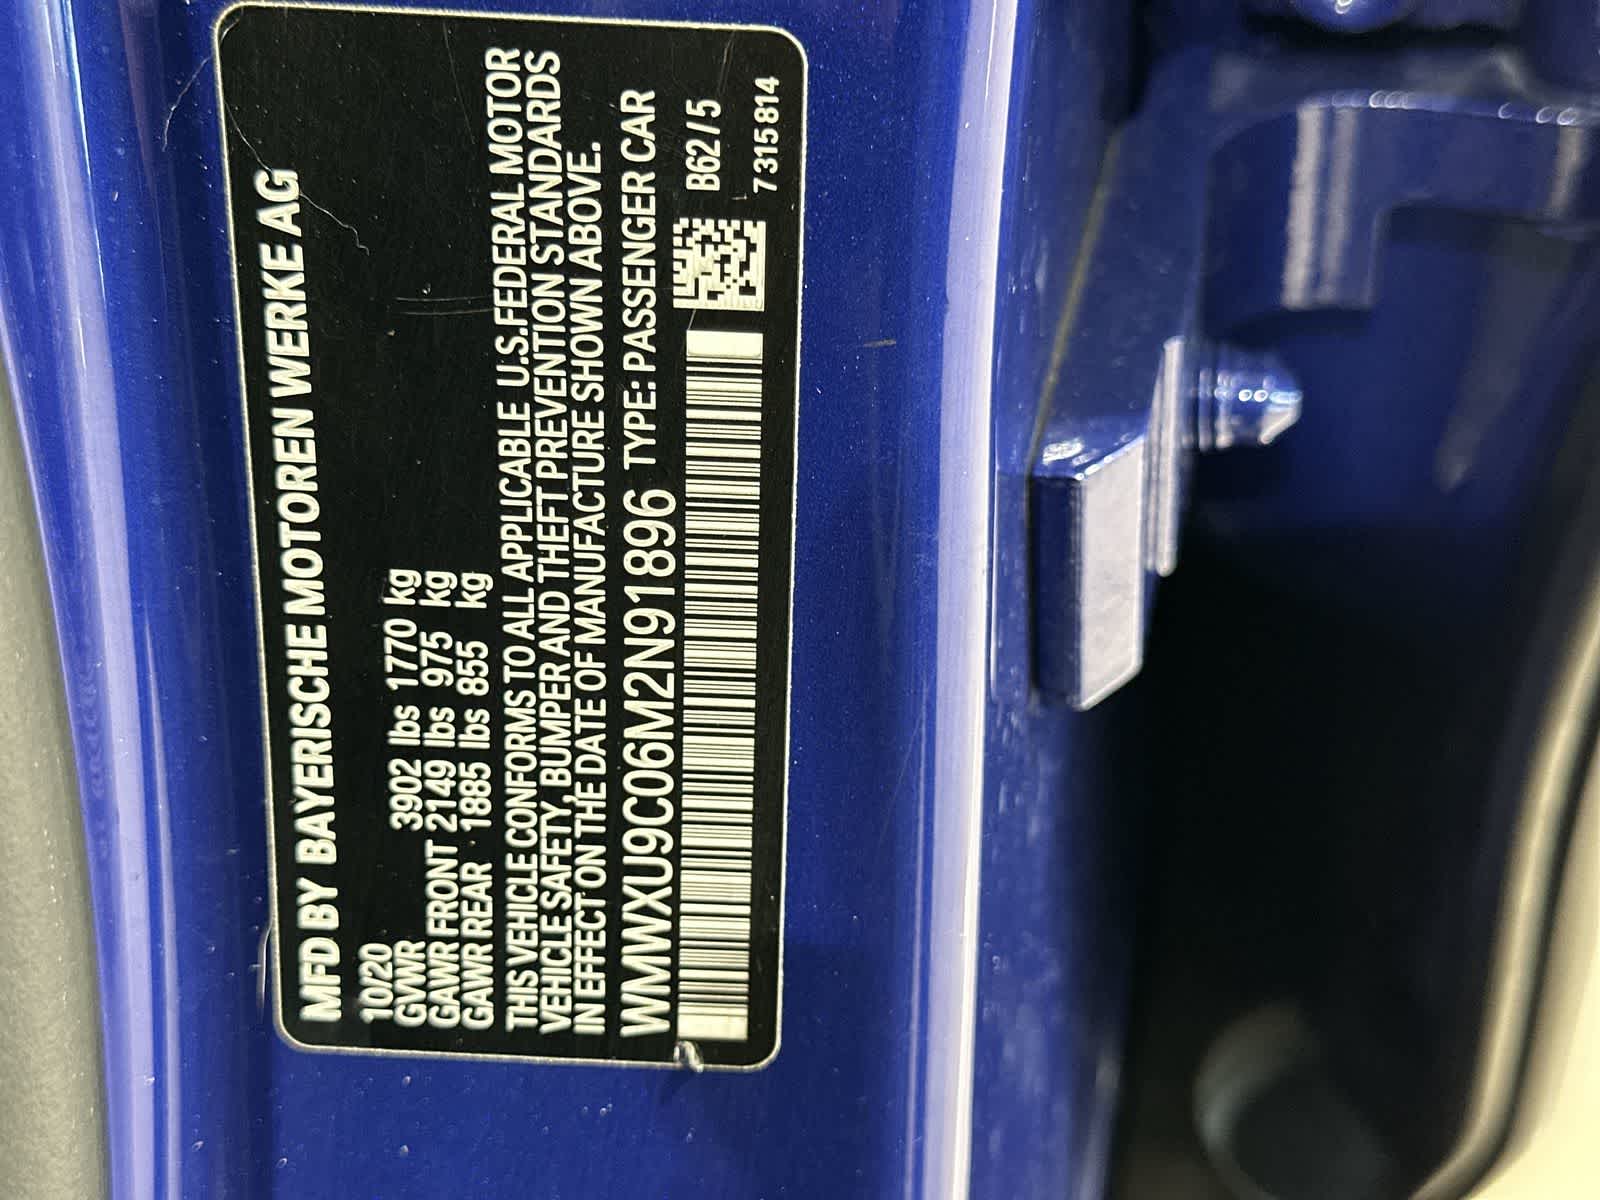 MFD BY BAYERISCHE MOTOREN WERKE AG
10/20
GVWR 3902 lbs 1770 kg
GAWR FRONT 2149 lbs 975 kg
GAWR REAR 1885 lbs 855 kg
THIS VEHICLE CONFORMS TO ALL APPLICABLE U.S.FEDERAL MOTOR
VEHICLE SAFETY, BUMPER AND THEFT PREVENTION STANDARDS
IN EFFECT ON THE DATE OF MANUFACTURE SHOWN ABOVE.
WMWXU9C06M2N91896 TYPE: PASSENGER CAR
B62/5
7315814